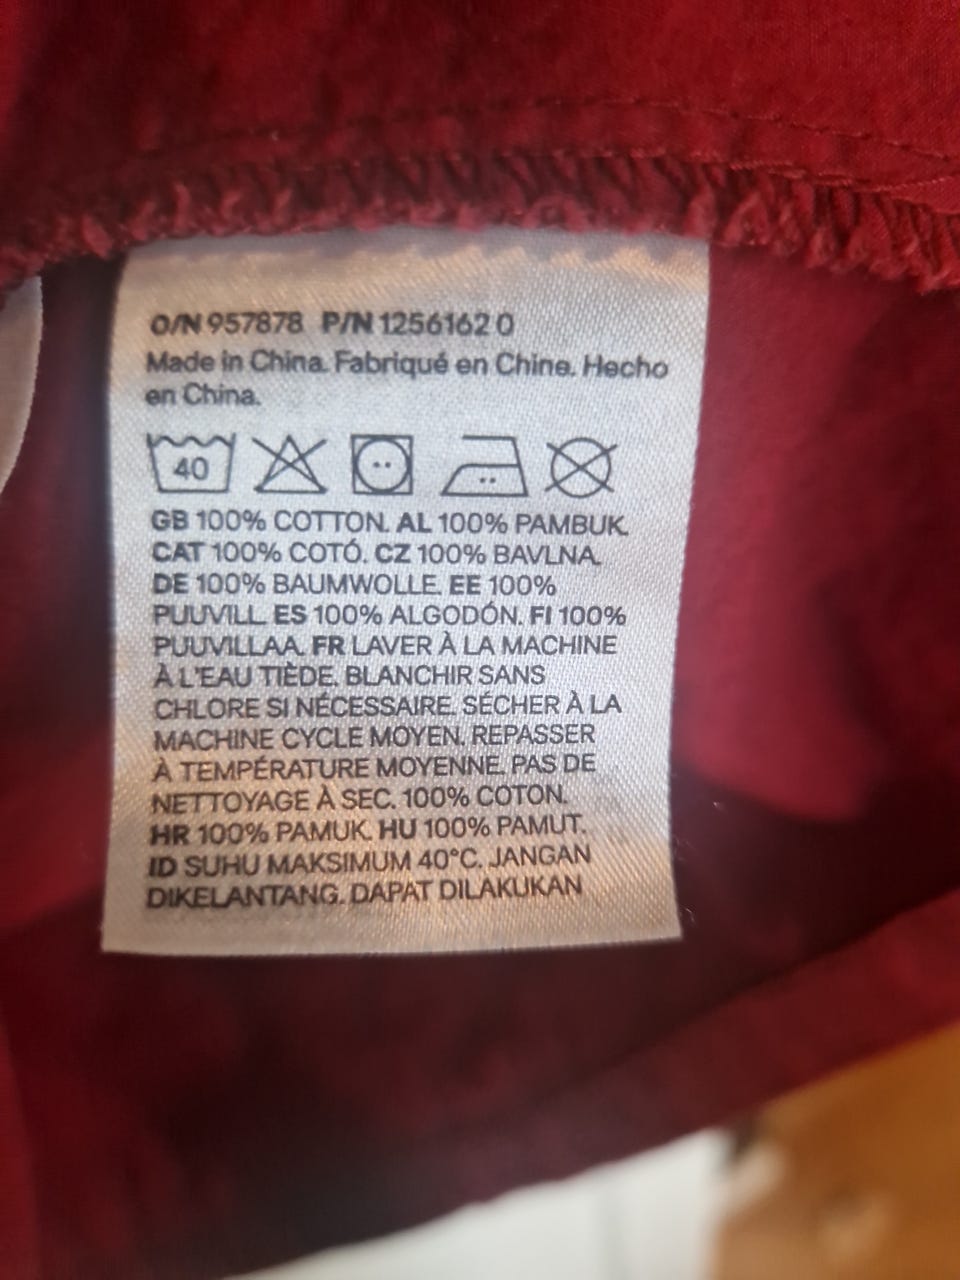 O/N 957878 P/N 1256162 0
Made in China. Fabriqué en Chine. Hecho
en China.
40
GB 100% COTTON. AL 100% PAMBUK.
CAT 100% COTÓ. CZ 100% BAVLNA.
DE 100% BAUMWOLLE. EE 100%
PUUVILL. ES 100% ALGODÓN. FI 100%
PUUVILLAA. FR LAVER À LA MACHINE
À L'EAU TIÈDE. BLANCHIR SANS
CHLORE SI NÉCESSAIRE. SÉCHER À LA
MACHINE CYCLE MOYEN. REPASSER
À TEMPÉRATURE MOYENNE. PAS DE
NETTOYAGE À SEC. 100% COTON.
HR 100% PAMUK. HU 100% PAMUT.
ID SUHU MAKSIMUM 40°C. JANGAN
DIKELANTANG. DAPAT DILAKUKAN